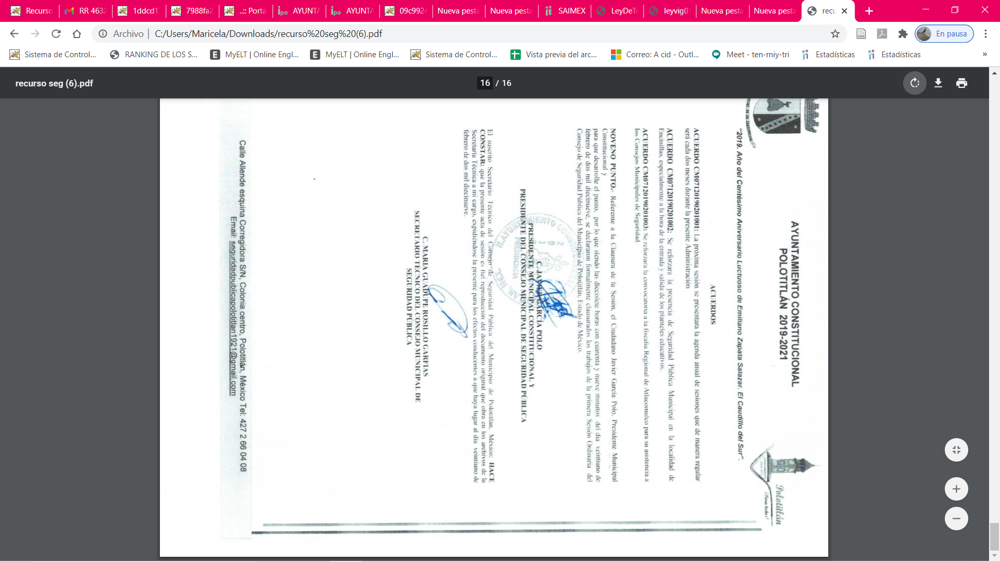 Recurso
RR 4632
1ddcd1
7988fa2
..:: Porta
AYUNTA
AYUNTA
09c9924
Nueva pesta
Nueva pesta
SAIMEX
LeyDeTr
leyvig01
Nueva pesta
Nueva pesta
recu
Archivo | C:/Users/Maricela/Downloads/recurso%20seg%20(6).pdf
En pausa
Sistema de Control...
RANKING DE LOS S...
MyELT | Online Engl...
MyELT | Online Engl...
Sistema de Control...
Vista previa del arc...
Correo: A cid - Outl...
Meet - ten-rniy-tri
Estadísticas
Estadísticas
»
recurso seg (6).pdf
16 / 16
AYUNTAMIENTO CONSTITUCIONAL
POLOTITLÁN 2019-2021
Polotitlán
¡Para todos!
"2019. Año del Centésimo Aniversario Luctuoso de Emiliano Zapata Salazar. El Caudillo del Sur".
ACUERDOS
ACUERDO CM07120190201001: La próxima sesión se presentara la agenda anual de sesiones que de manera regular
será cada dos meses durante la presente Administración
ACUERDO CM07120190201002: Se reforzara la presencia de Seguridad Pública Municipal en la localidad de
Encinillas, especialmente a la hora de la entrada y salida de los planteles educativos.
ACUERDO CM07120190201003: Se reforzara la convocatoria a la fiscalía Regional de Atlacomulco para su asistencia a
los Consejos Municipales de Seguridad.
NOVENO PUNTO.- Referente a la Clausura de la Sesión, el Ciudadano Javier García Polo, Presidente Municipal
Constitucional y
para que desarrolle el punto, por lo que siendo las diecisiete horas con cuarenta y nueve minutos del día veintiuno de
febrero de dos mil diecinueve, se declararon formalmente clausurados los trabajos de la primera Sesión Ordinaria del
Consejo de Seguridad Pública del Municipio de Polotitlán, Estado de México.
C. JAVIER GARCÍA POLO
PRESIDENTE MUNICIPAL CONSTITUCIONAL Y
PRESIDENTE DEL CONSEJO MUNICIPAL DE SEGURIDAD PÚBLICA
PRESIDENCIA
El suscrito Secretario Técnico del Consejo de Seguridad Pública del Municipio de Polotitlán, México; HACE
CONSTAR: que la presente acta de sesión es fiel reproducción del documento original que obra en los archivos de la
Secretaría Técnica a mi cargo, expidiéndose la presente para los efectos conducentes a que haya lugar al día veintiuno de
febrero de dos mil diecinueve.
C. MARIA GUADUPE ROSILLO GARFIAS
SECRETARIO TÉCNICO DEL CONSEJO MUNICIPAL DE
SEGURIDAD PÚBLICA
Calle Allende esquina Corregidora S/N, Colonia centro, Polotitlán, México Tel: 427 2 66 04 08
Email: seguridadpublicapolotitlan1921@gmail.com